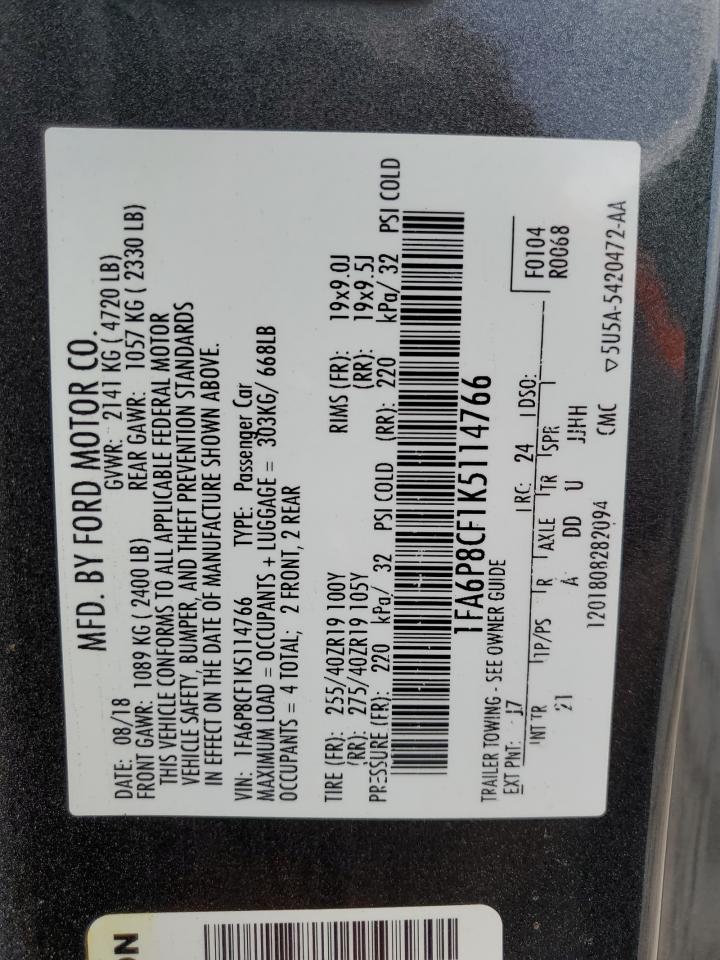 MFD. BY FORD MOTOR CO.
DATE: 08/18 GVWR: 2141 KG ( 4720 LB)
FRONT GAWR: 1089 KG ( 2400 LB) REAR GAWR: 1057 KG ( 2330 LB)
THIS VEHICLE CONFORMS TO ALL APPLICABLE FEDERAL MOTOR
VEHICLE SAFETY, BUMPER, AND THEFT PREVENTION STANDARDS
IN EFFECT ON THE DATE OF MANUFACTURE SHOWN ABOVE.
VIN: 1FA6P8CF1K5114766 TYPE: Passenger Car
MAXIMUM LOAD = OCCUPANTS + LUGGAGE = 303KG/ 668LB
OCCUPANTS = 4 TOTAL; 2 FRONT, 2 REAR
TIRE (FR): 255/40ZR19 100Y RIMS (FR): 19x9.0J
(RR): 275/40ZR19 105Y (RR): 19x9.5J
PRESSURE (FR): 220 kPa/ 32 PSI COLD (RR): 220 kPa/ 32 PSI COLD
1FA6P8CF1K5114766
TRAILER TOWING - SEE OWNER GUIDE
F0104
R0068
EXT PNT: J7 RC: 24 DSO:
INT TR TP/PS R AXLE TR SPR
21 A DD U JJHH
1201808282094 CMC ▽5U5A-5420472-AA
ON